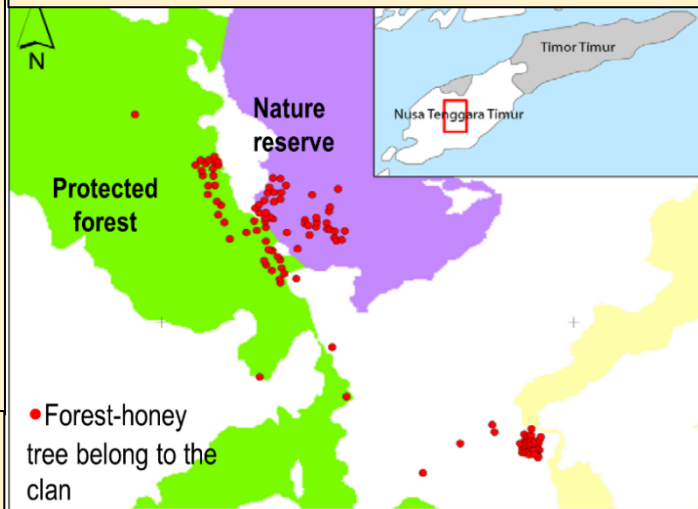 N
Nature
reserve
Protected
forest
Timor Timur
Nusa Tenggara Timur
Forest-honey
tree belong to the
clan